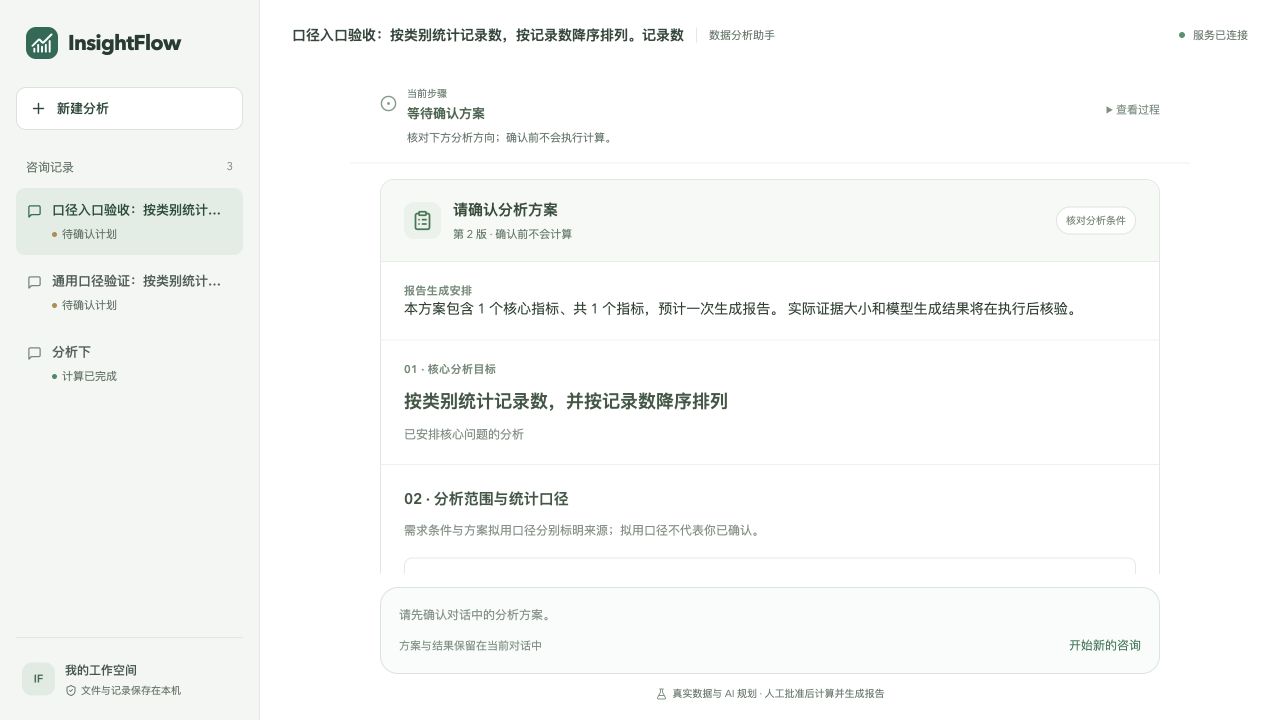 InsightFlow
新建分析
咨询记录
3
口径入口验收：按类别统计...
待确认计划
通用口径验证：按类别统计...
待确认计划
分析下
计算已完成
IF
我的工作空间
文件与记录保存在本机
口径入口验收：按类别统计记录数，按记录数降序排列。记录数
数据分析助手
服务已连接
当前步骤
等待确认方案
核对下方分析方向；确认前不会执行计算。
查看过程
请确认分析方案
第 2 版 · 确认前不会计算
核对分析条件
报告生成安排
本方案包含 1 个核心指标、共 1 个指标，预计一次生成报告。 实际证据大小和模型生成结果将在执行后核验。
01 · 核心分析目标
按类别统计记录数，并按记录数降序排列
已安排核心问题的分析
02 · 分析范围与统计口径
需求条件与方案拟用口径分别标明来源；拟用口径不代表你已确认。
请先确认对话中的分析方案。
方案与结果保留在当前对话中
开始新的咨询
真实数据与 AI 规划 · 人工批准后计算并生成报告